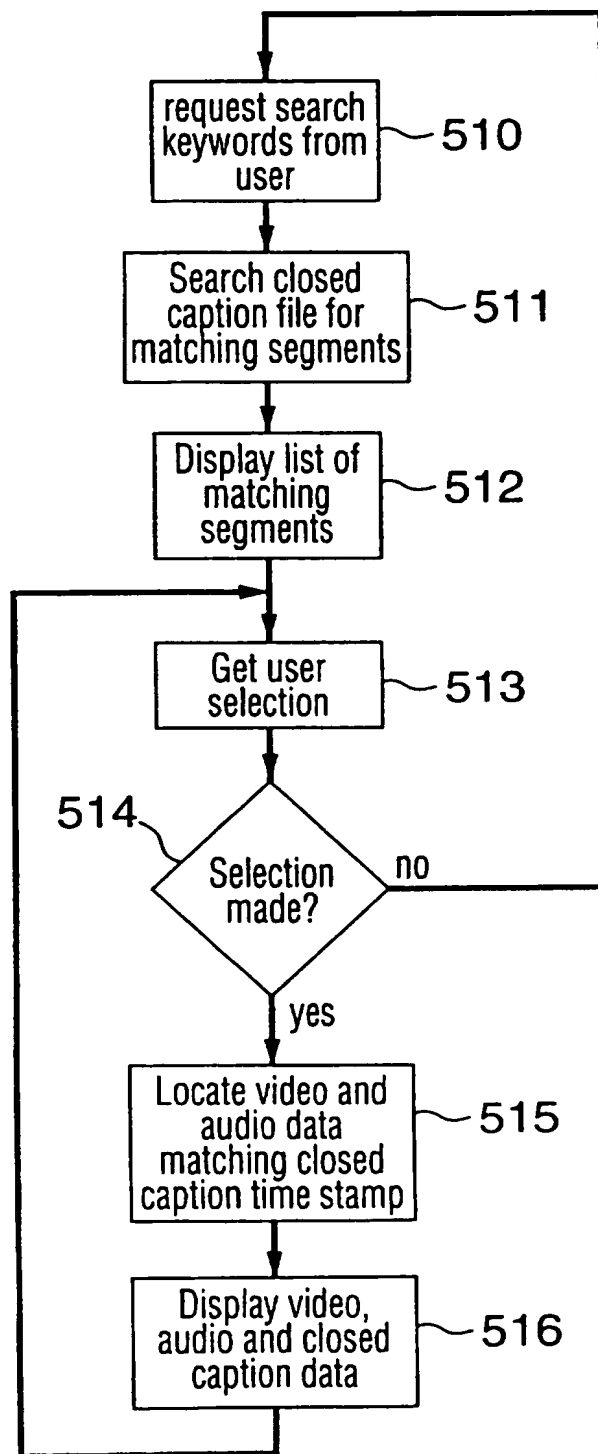 request search
keywords from
user
510
Search closed
caption file for
matching segments
511
Display list of
matching
segments
512
Get user
selection
513
514
Selection
made?
no
yes
Locate video and
audio data
matching closed
caption time stamp
515
Display video,
audio and closed
caption data
516